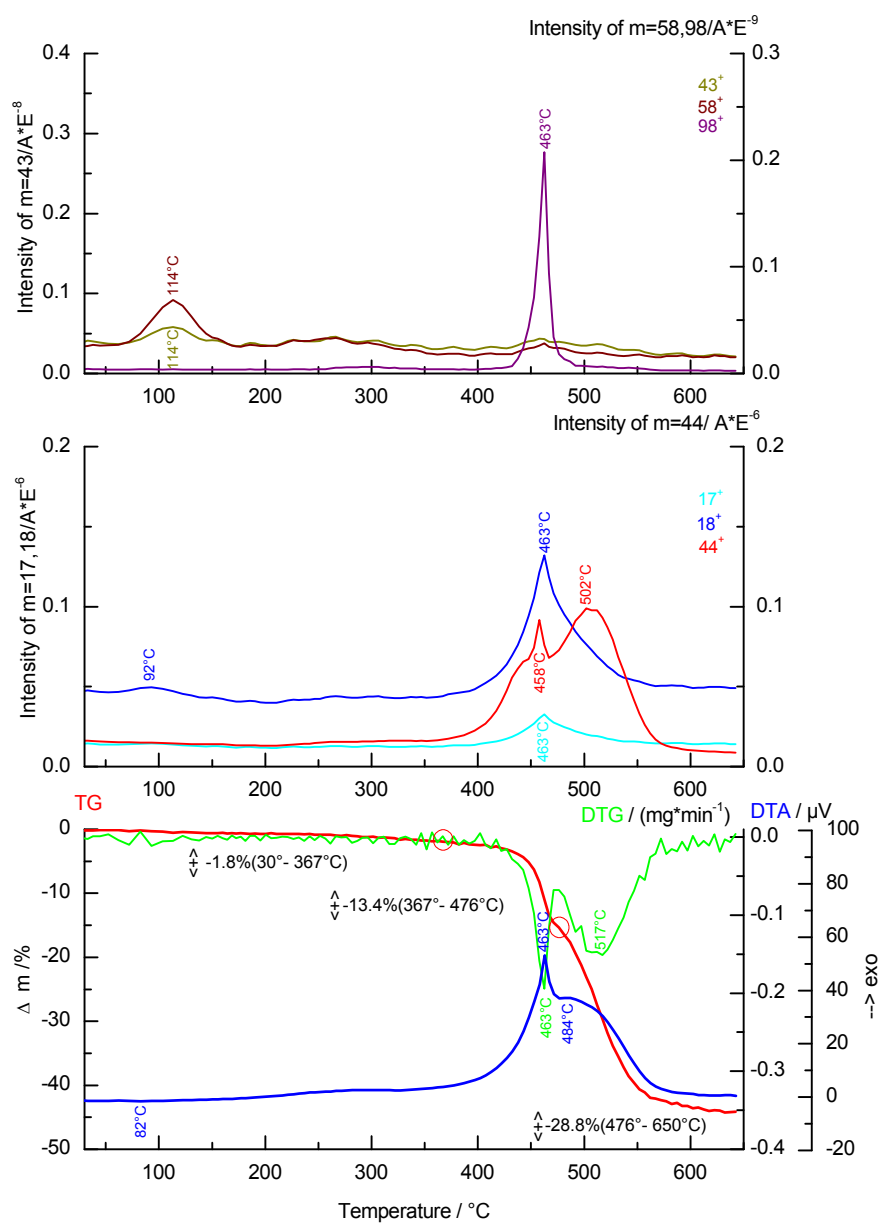 Intensity of m=58,98/A*E⁻⁹
0.4
0.3
43⁺
58⁺
98⁺
463°C
0.3
0.2
Intensity of m=43/A*E⁻⁸
0.2
114°C
0.1
0.1
114°C
0.0
0.0
100 200 300 400 500 600
Intensity of m=44/ A*E⁻⁶
0.2
0.2
17⁺
18⁺
44⁺
463°C
502°C
Intensity of m=17,18/A*E⁻⁶
0.1
0.1
92°C
458°C
463°C
0.0
0.0
100 200 300 400 500 600
TG
DTG / (mg*min⁻¹)
DTA / µV
0
0.0
100
-1.8%(30°- 367°C)
-10
80
-13.4%(367°- 476°C)
-0.1
-20
463°C
517°C
60
Δ m /%
-0.2
40
--> exo
-30
463°C
484°C
20
-0.3
-40
0
82°C
-28.8%(476°- 650°C)
-50
-0.4
-20
100 200 300 400 500 600
Temperature / °C